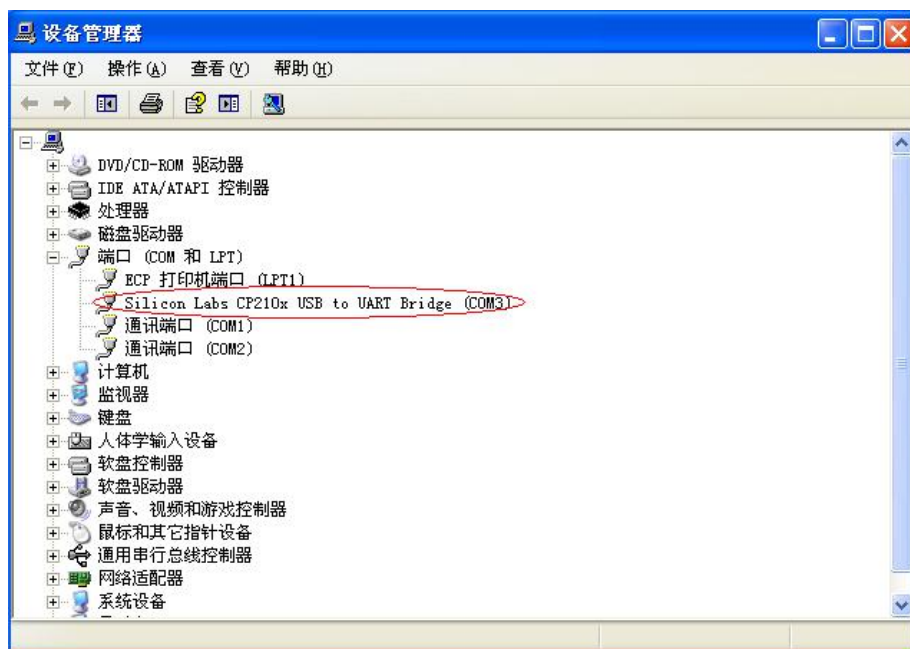 设备管理器
文件(F) 操作(A) 查看(V) 帮助(H)
DVD/CD-ROM 驱动器
IDE ATA/ATAPI 控制器
处理器
磁盘驱动器
端口 (COM 和 LPT)
ECP 打印机端口 (LPT1)
Silicon Labs CP210x USB to UART Bridge (COM3)
通讯端口 (COM1)
通讯端口 (COM2)
计算机
监视器
键盘
人体学输入设备
软盘控制器
软盘驱动器
声音、视频和游戏控制器
鼠标和其它指针设备
通用串行总线控制器
网络适配器
系统设备